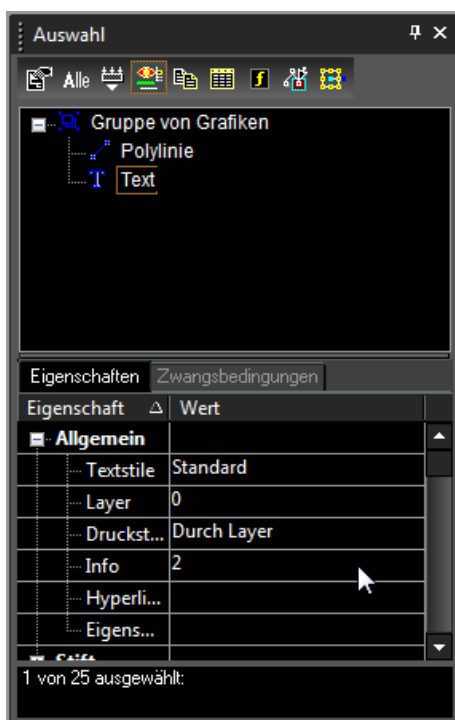 Auswahl
Alle
Gruppe von Grafiken
Polylinie
T Text
Eigenschaften Zwangsbedingungen
Eigenschaft Wert
Allgemein
Textstile Standard
Layer 0
Druckst... Durch Layer
Info 2
Hyperli...
Eigens...
Stift
1 von 25 ausgewählt: